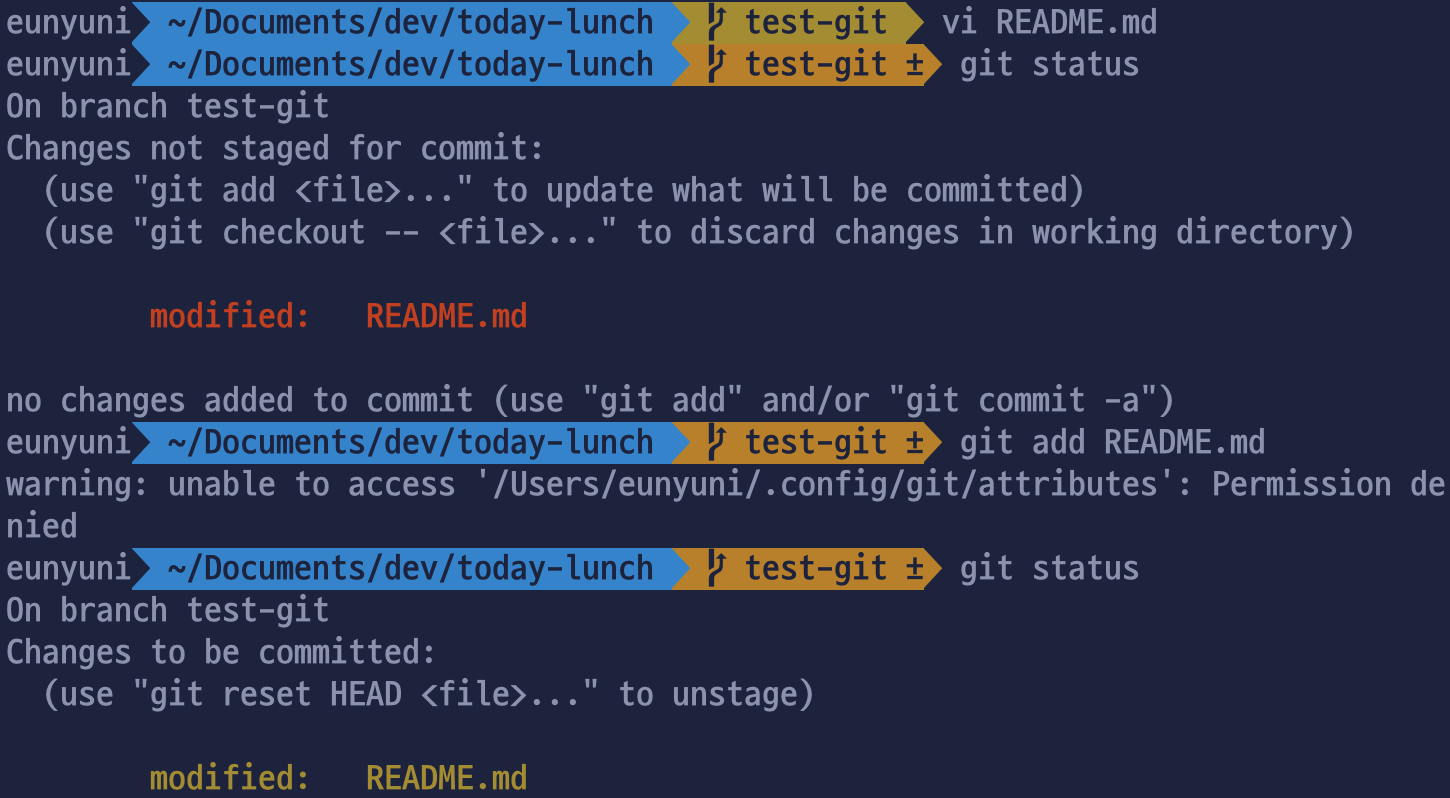 eunyuni ~/Documents/dev/today-lunch test-git vi README.md
eunyuni ~/Documents/dev/today-lunch test-git ± git status
On branch test-git
Changes not staged for commit:
  (use "git add <file>..." to update what will be committed)
  (use "git checkout -- <file>..." to discard changes in working directory)
        modified:   README.md
no changes added to commit (use "git add" and/or "git commit -a")
eunyuni ~/Documents/dev/today-lunch test-git ± git add README.md
warning: unable to access '/Users/eunyuni/.config/git/attributes': Permission de
nied
eunyuni ~/Documents/dev/today-lunch test-git ± git status
On branch test-git
Changes to be committed:
  (use "git reset HEAD <file>..." to unstage)
        modified:   README.md